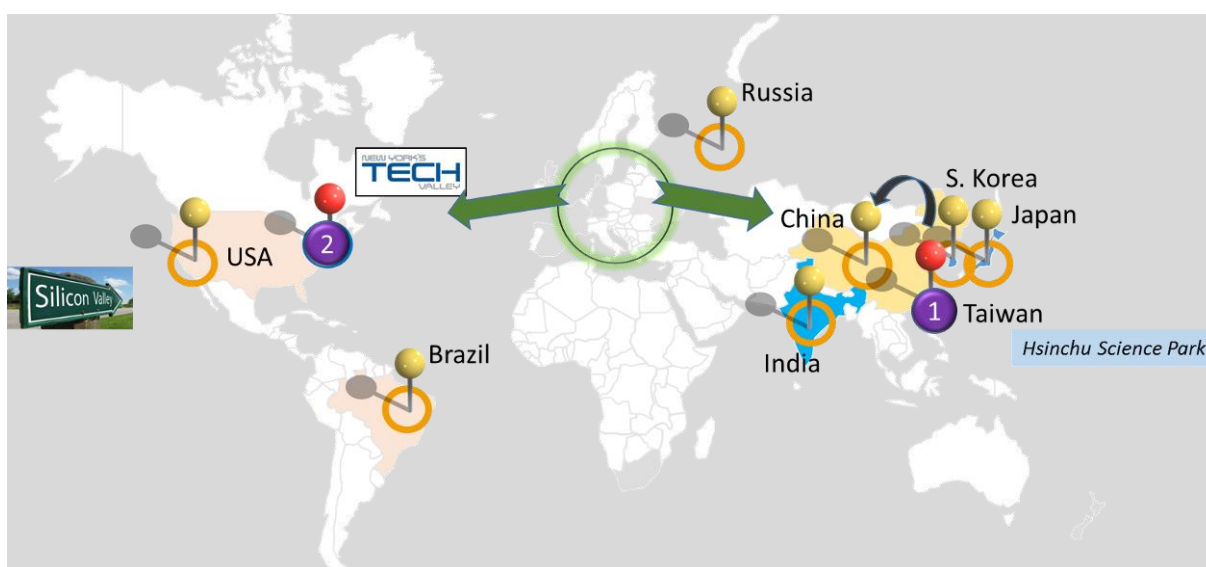 Russia
NEW YORK'S
TECH
VALLEY
S. Korea
China
Japan
2
USA
Silicon Valley
1
Taiwan
Hsinchu Science Park
Brazil
India